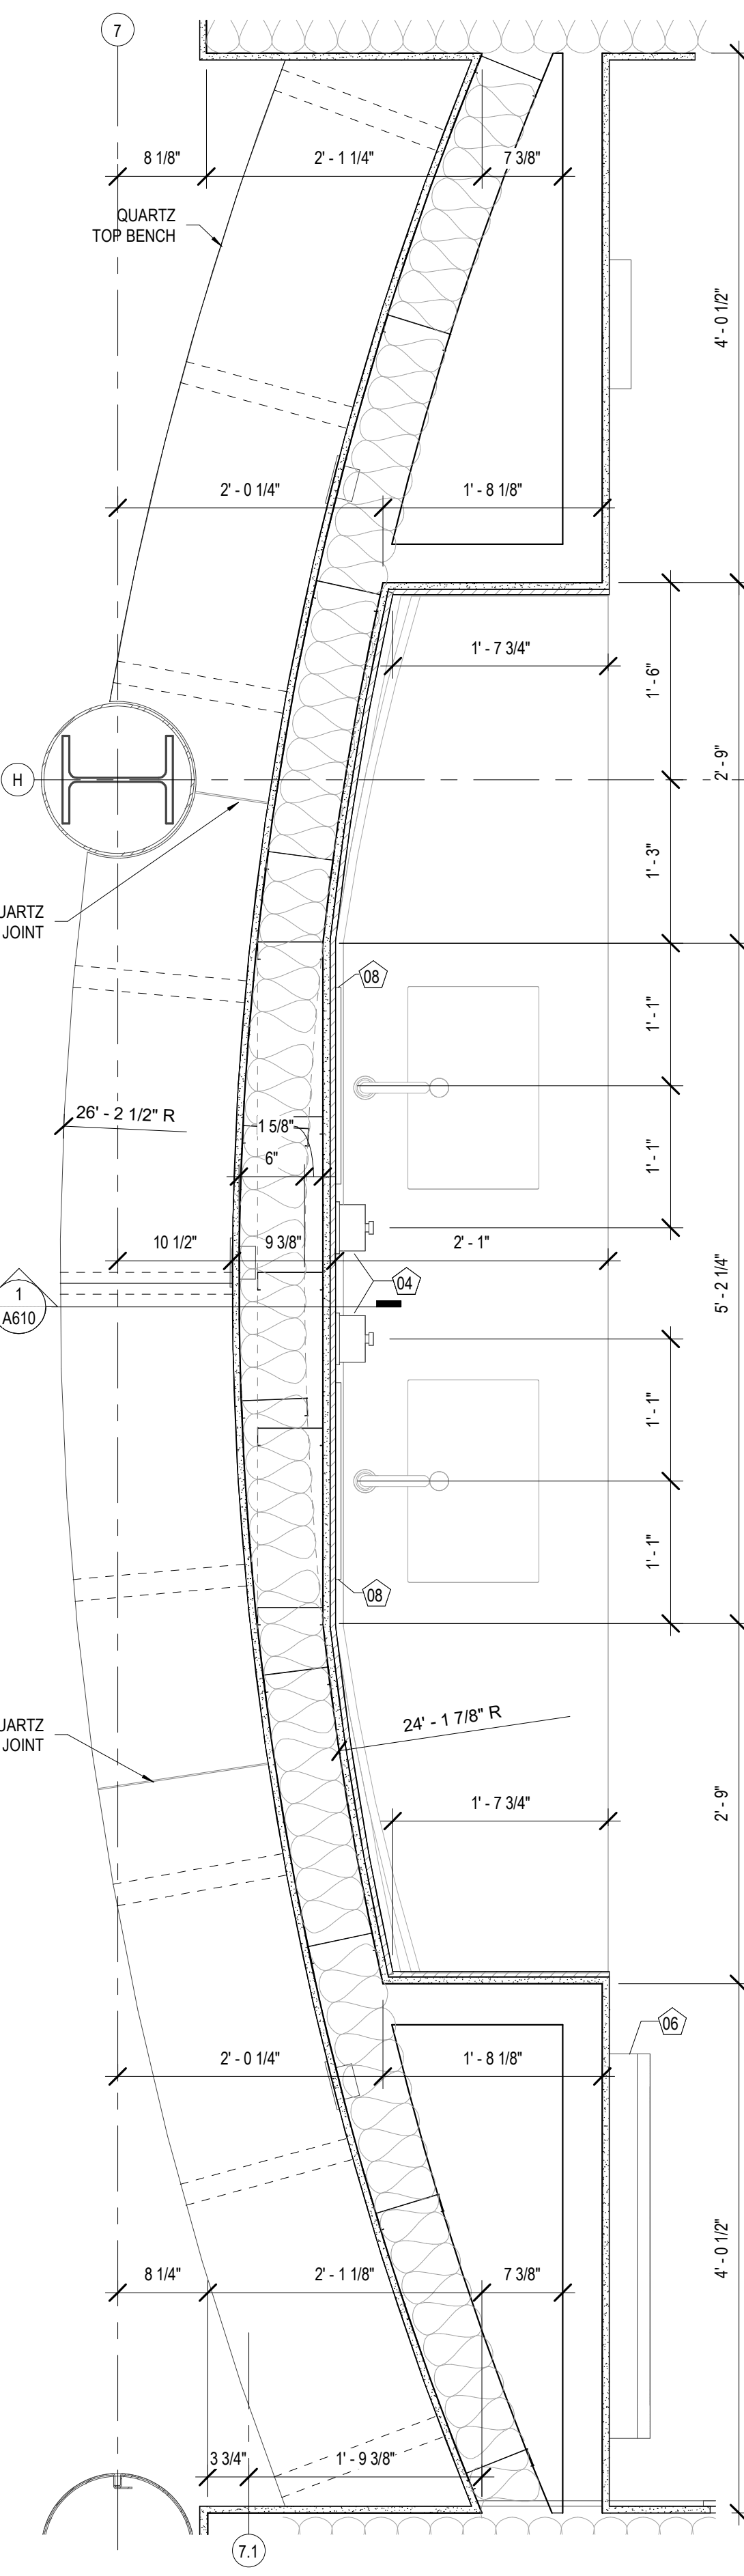 7
8 1/8"
2' - 1 1/4"
7 3/8"
QUARTZ
TOP BENCH
4' - 0 1/2"
2' - 0 1/4"
1' - 8 1/8"
1' - 7 3/4"
1' - 6"
2' - 9"
H
1' - 3"
UARTZ
JOINT
08
1' - 1"
26' - 2 1/2" R
1 5/8"
6"
1' - 1"
10 1/2"
9 3/8"
2' - 1"
5' - 2 1/4"
04
1
A610
1' - 1"
1' - 1"
08
UARTZ
JOINT
24' - 1 7/8" R
1' - 7 3/4"
2' - 9"
06
2' - 0 1/4"
1' - 8 1/8"
4' - 0 1/2"
8 1/4"
2' - 1 1/8"
7 3/8"
3 3/4"
1' - 9 3/8"
7.1